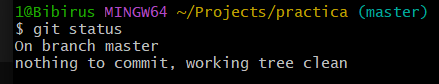 1@Bibirus MINGW64 ~/Projects/practica (master)
$ git status
On branch master
nothing to commit, working tree clean